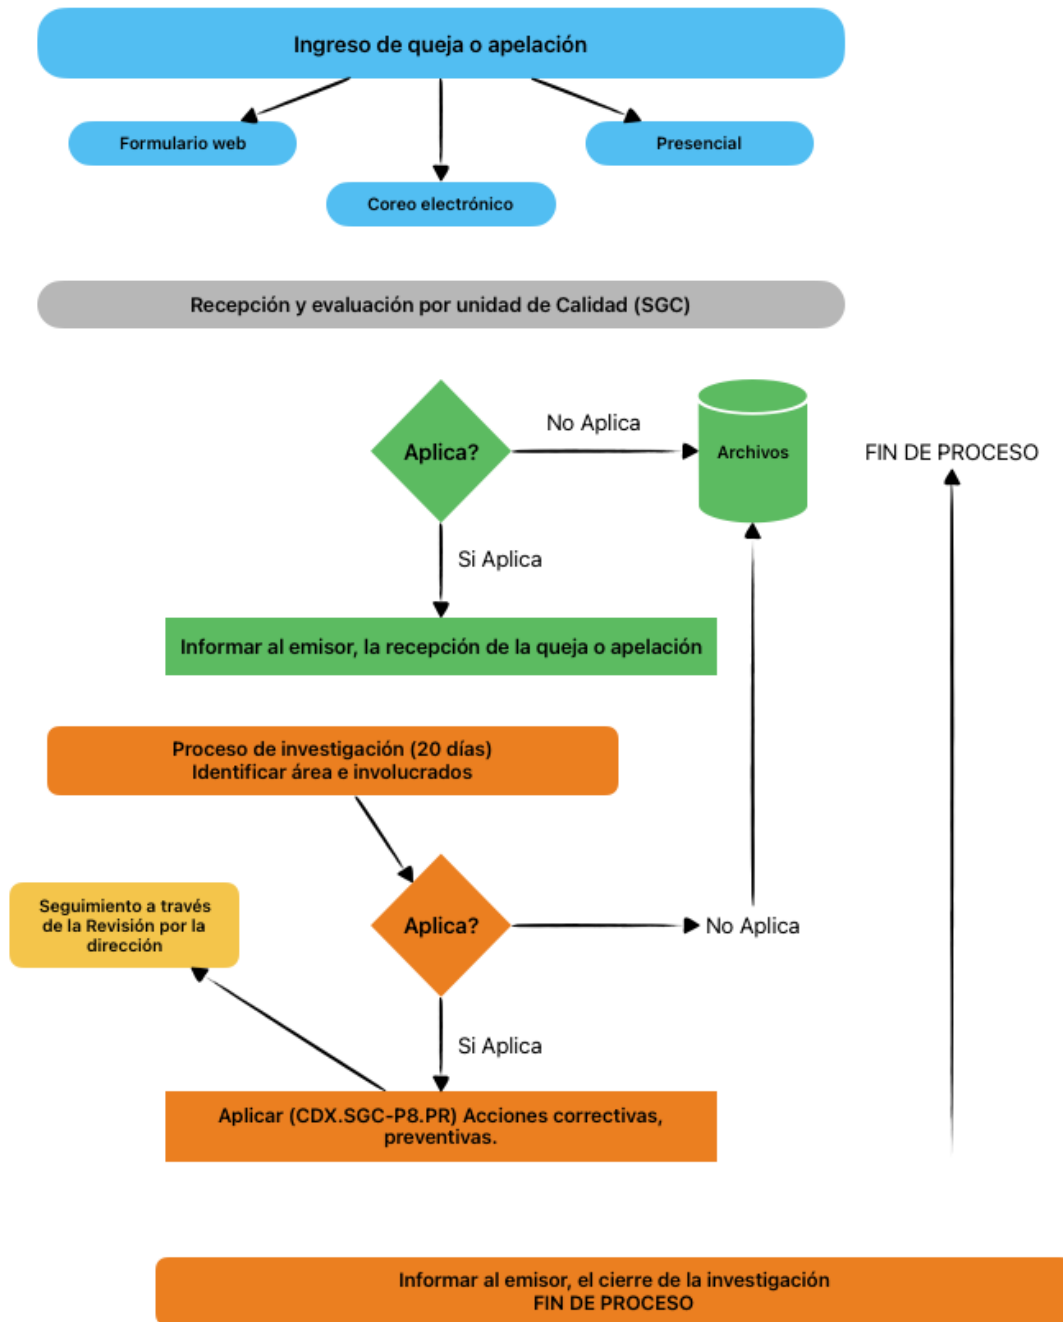 Ingreso de queja o apelación
Formulario web
Presencial
Coreo electrónico
Recepción y evaluación por unidad de Calidad (SGC)
Aplica?
No Aplica
Archivos
FIN DE PROCESO
Si Aplica
Informar al emisor, la recepción de la queja o apelación
Proceso de investigación (20 días)
Identificar área e involucrados
Seguimiento a través
de la Revisión por la
dirección
Aplica?
No Aplica
Si Aplica
Aplicar (CDX.SGC-P8.PR) Acciones correctivas,
preventivas.
Informar al emisor, el cierre de la investigación
FIN DE PROCESO